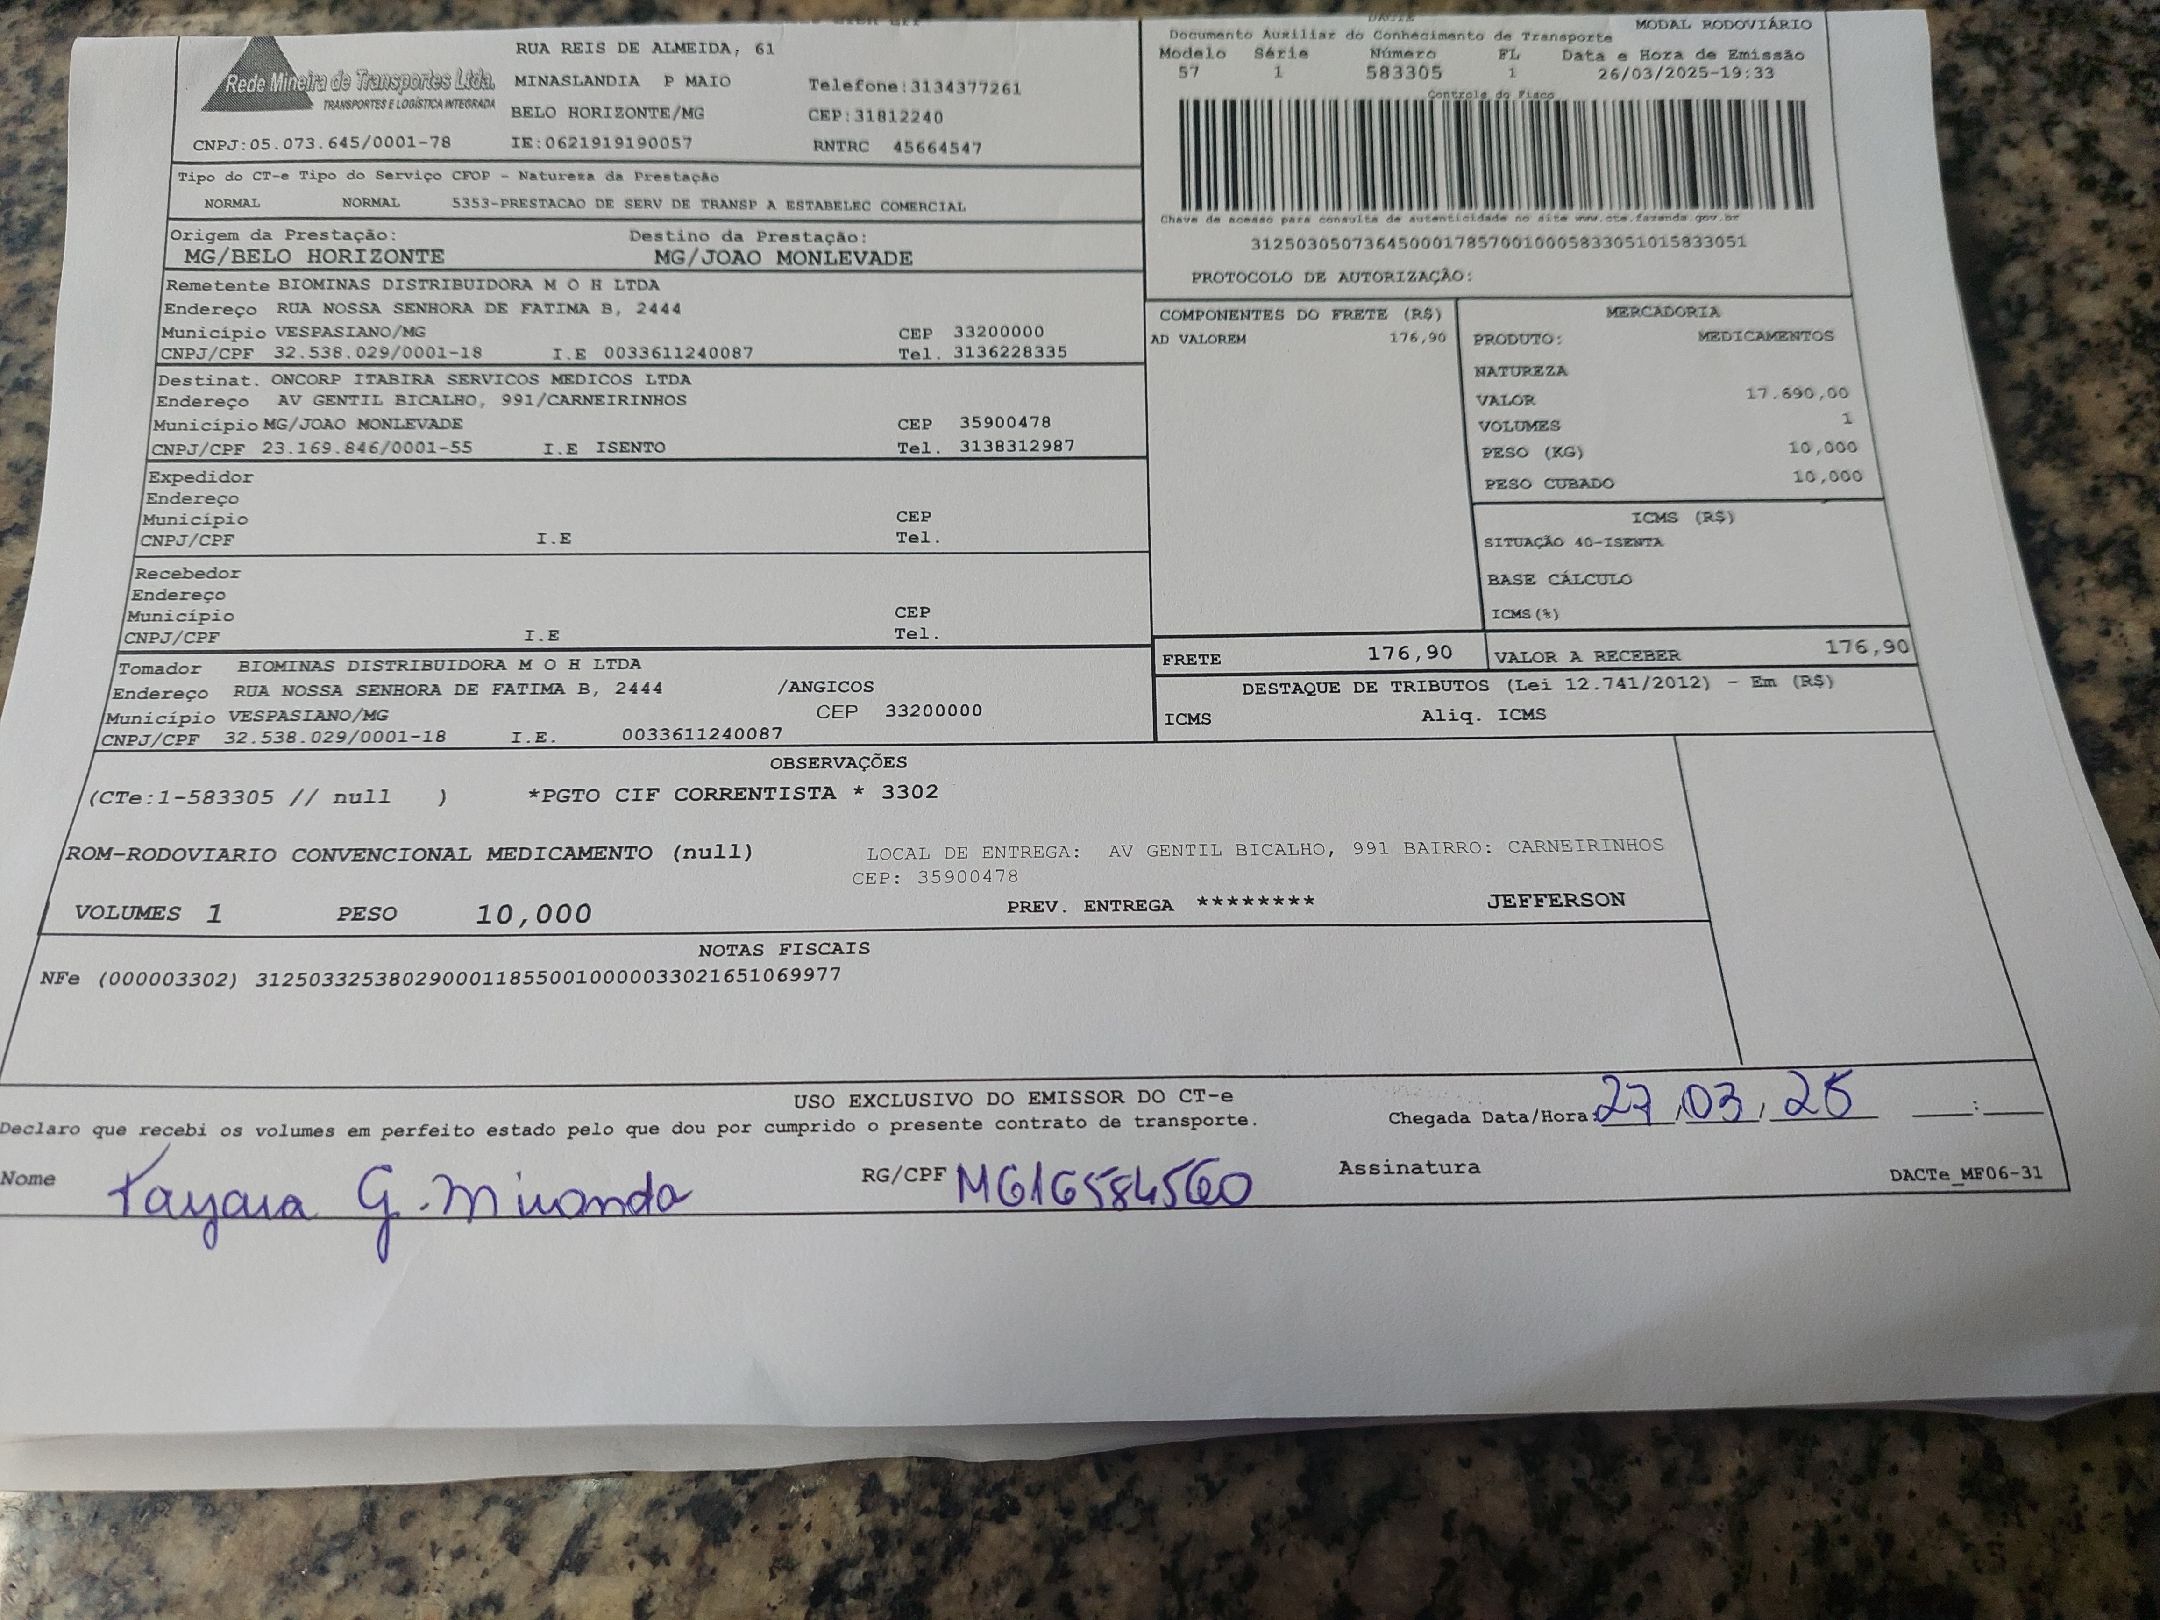 RUA REIS DE ALMEIDA, 61
Rede Mineira de Transportes Ltda.
TRANSPORTES E LOGÍSTICA INTEGRADA
MINASLANDIA P MAIO Telefone:3134377261
BELO HORIZONTE/MG CEP:31812240
CNPJ:05.073.645/0001-78 IE:0621919190057 RNTRC 45664547
DACTE MODAL RODOVIÁRIO
Documento Auxiliar do Conhecimento de Transporte
Modelo Série Número FL Data e Hora de Emissão
57 1 583305 1 26/03/2025-19:33
Controle do Fisco
Chave de acesso para consulta de autenticidade no site www.cte.fazenda.gov.br
31250305073645000178570010005833051015833051
PROTOCOLO DE AUTORIZAÇÃO:
Tipo do CT-e Tipo do Serviço CFOP - Natureza da Prestação
NORMAL NORMAL 5353-PRESTACAO DE SERV DE TRANSP A ESTABELEC COMERCIAL
Origem da Prestação: Destino da Prestação:
MG/BELO HORIZONTE MG/JOAO MONLEVADE
Remetente BIOMINAS DISTRIBUIDORA M O H LTDA
Endereço RUA NOSSA SENHORA DE FATIMA B, 2444
Município VESPASIANO/MG CEP 33200000
CNPJ/CPF 32.538.029/0001-18 I.E 0033611240087 Tel. 3136228335
Destinat. ONCORP ITABIRA SERVICOS MEDICOS LTDA
Endereço AV GENTIL BICALHO, 991/CARNEIRINHOS
Município MG/JOAO MONLEVADE CEP 35900478
CNPJ/CPF 23.169.846/0001-55 I.E ISENTO Tel. 3138312987
Expedidor
Endereço
Município CEP
CNPJ/CPF I.E Tel.
Recebedor
Endereço
Município CEP
CNPJ/CPF I.E Tel.
Tomador BIOMINAS DISTRIBUIDORA M O H LTDA
Endereço RUA NOSSA SENHORA DE FATIMA B, 2444 /ANGICOS
Município VESPASIANO/MG CEP 33200000
CNPJ/CPF 32.538.029/0001-18 I.E. 0033611240087
COMPONENTES DO FRETE (R$)
AD VALOREM 176,90
MERCADORIA
PRODUTO: MEDICAMENTOS
NATUREZA
VALOR 17.690,00
VOLUMES 1
PESO (KG) 10,000
PESO CUBADO 10,000
ICMS (R$)
SITUAÇÃO 40-ISENTA
BASE CÁLCULO
ICMS(%)
FRETE 176,90 VALOR A RECEBER 176,90
DESTAQUE DE TRIBUTOS (Lei 12.741/2012) - Em (R$)
ICMS Aliq. ICMS
OBSERVAÇÕES
(CTe:1-583305 // null ) *PGTO CIF CORRENTISTA * 3302
ROM-RODOVIARIO CONVENCIONAL MEDICAMENTO (null) LOCAL DE ENTREGA: AV GENTIL BICALHO, 991 BAIRRO: CARNEIRINHOS
CEP: 35900478
VOLUMES 1 PESO 10,000 PREV. ENTREGA ******** JEFFERSON
NOTAS FISCAIS
NFe (000003302) 31250332538029000118550010000033021651069977
USO EXCLUSIVO DO EMISSOR DO CT-e
Declaro que recebi os volumes em perfeito estado pelo que dou por cumprido o presente contrato de transporte. Chegada Data/Hora: 27/03/25 __:__
Nome Tayara G. Miranda RG/CPF MG16584560 Assinatura DACTe_MF06-31